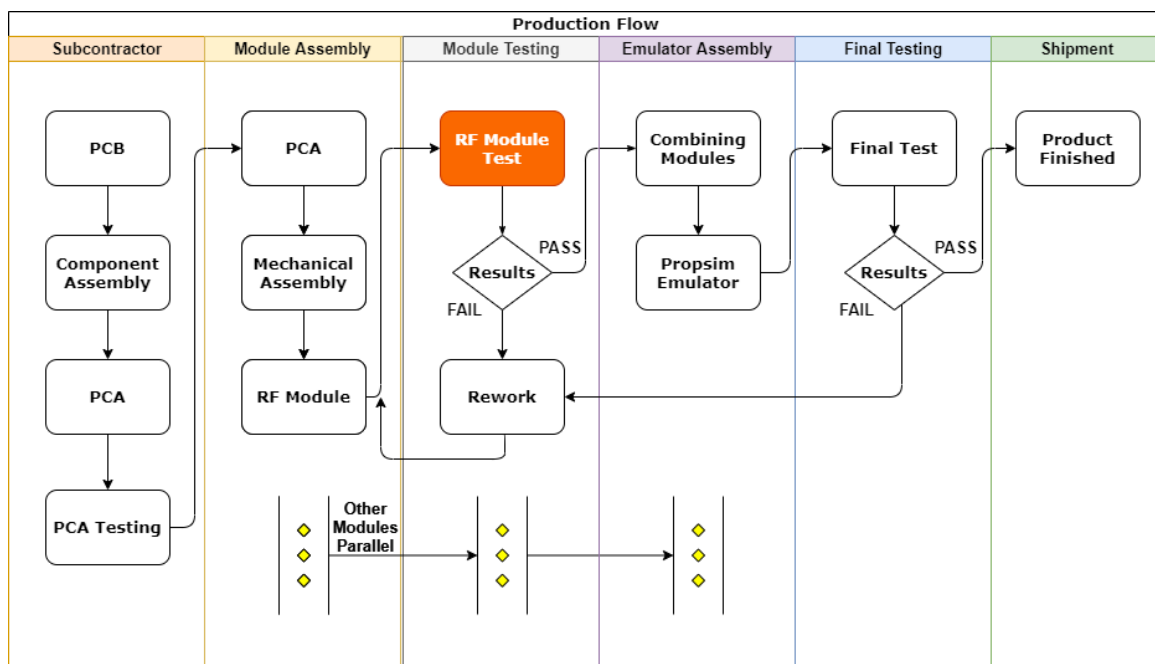 Production Flow
Subcontractor
Module Assembly
Module Testing
Emulator Assembly
Final Testing
Shipment
PCB
Component
Assembly
PCA
PCA Testing
PCA
Mechanical
Assembly
RF Module
RF Module
Test
Results
PASS
FAIL
Rework
Combining
Modules
Propsim
Emulator
Final Test
Results
PASS
FAIL
Product
Finished
Other
Modules
Parallel